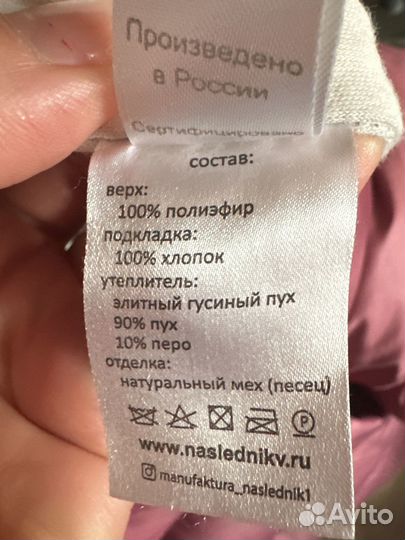 Произведено
в России
Сертифицировано
состав:
верх:
100% полиэфир
подкладка:
100% хлопок
утеплитель:
элитный гусиный пух
90% пух
10% перо
отделка:
натуральный мех (песец)
P
www.naslednikv.ru
manufaktura_naslednik1
Avito